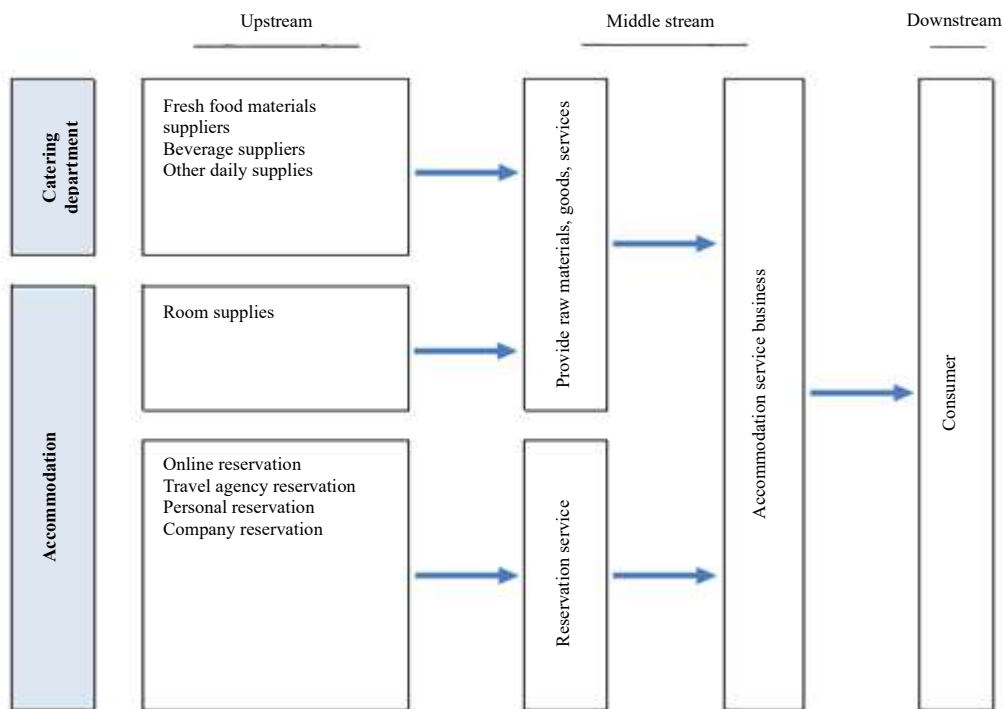 Upstream
Middle stream
Downstream
Catering
department
Fresh food materials
suppliers
Beverage suppliers
Other daily supplies
Provide raw materials, goods, services
Accommodation service business
Consumer
Accommodation
Room supplies
Online reservation
Travel agency reservation
Personal reservation
Company reservation
Reservation service